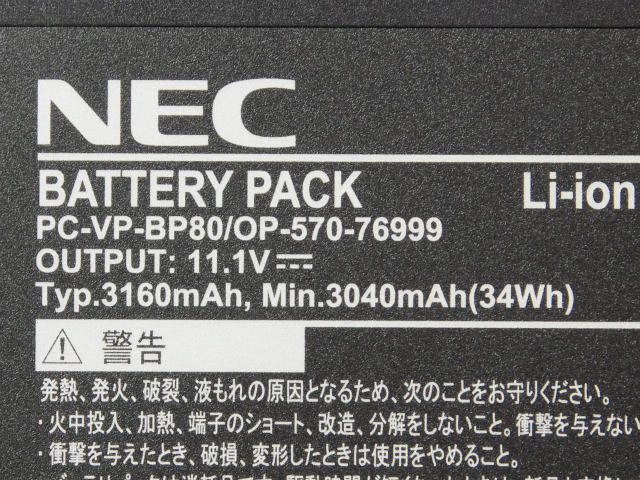 NEC
BATTERY PACK Li-ion
PC-VP-BP80/OP-570-76999
OUTPUT: 11.1V⎓
Typ.3160mAh, Min.3040mAh(34Wh)
警告
発熱、発火、破裂、液もれの原因となるため、次のことをお守りください。
・火中投入、加熱、端子のショート、改造、分解をしないこと。衝撃を与えない
・衝撃を与えたとき、破損、変形したときは使用をやめること。